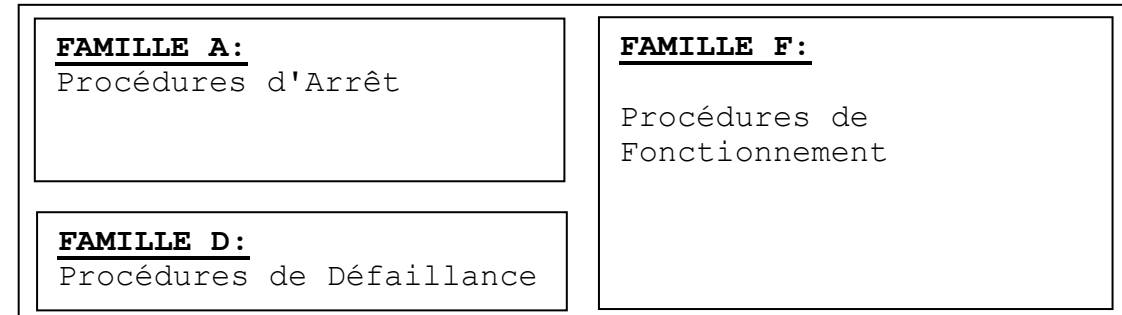 FAMILLE A:
Procédures d'Arrêt
FAMILLE D:
Procédures de Défaillance
FAMILLE F:
Procédures de
Fonctionnement